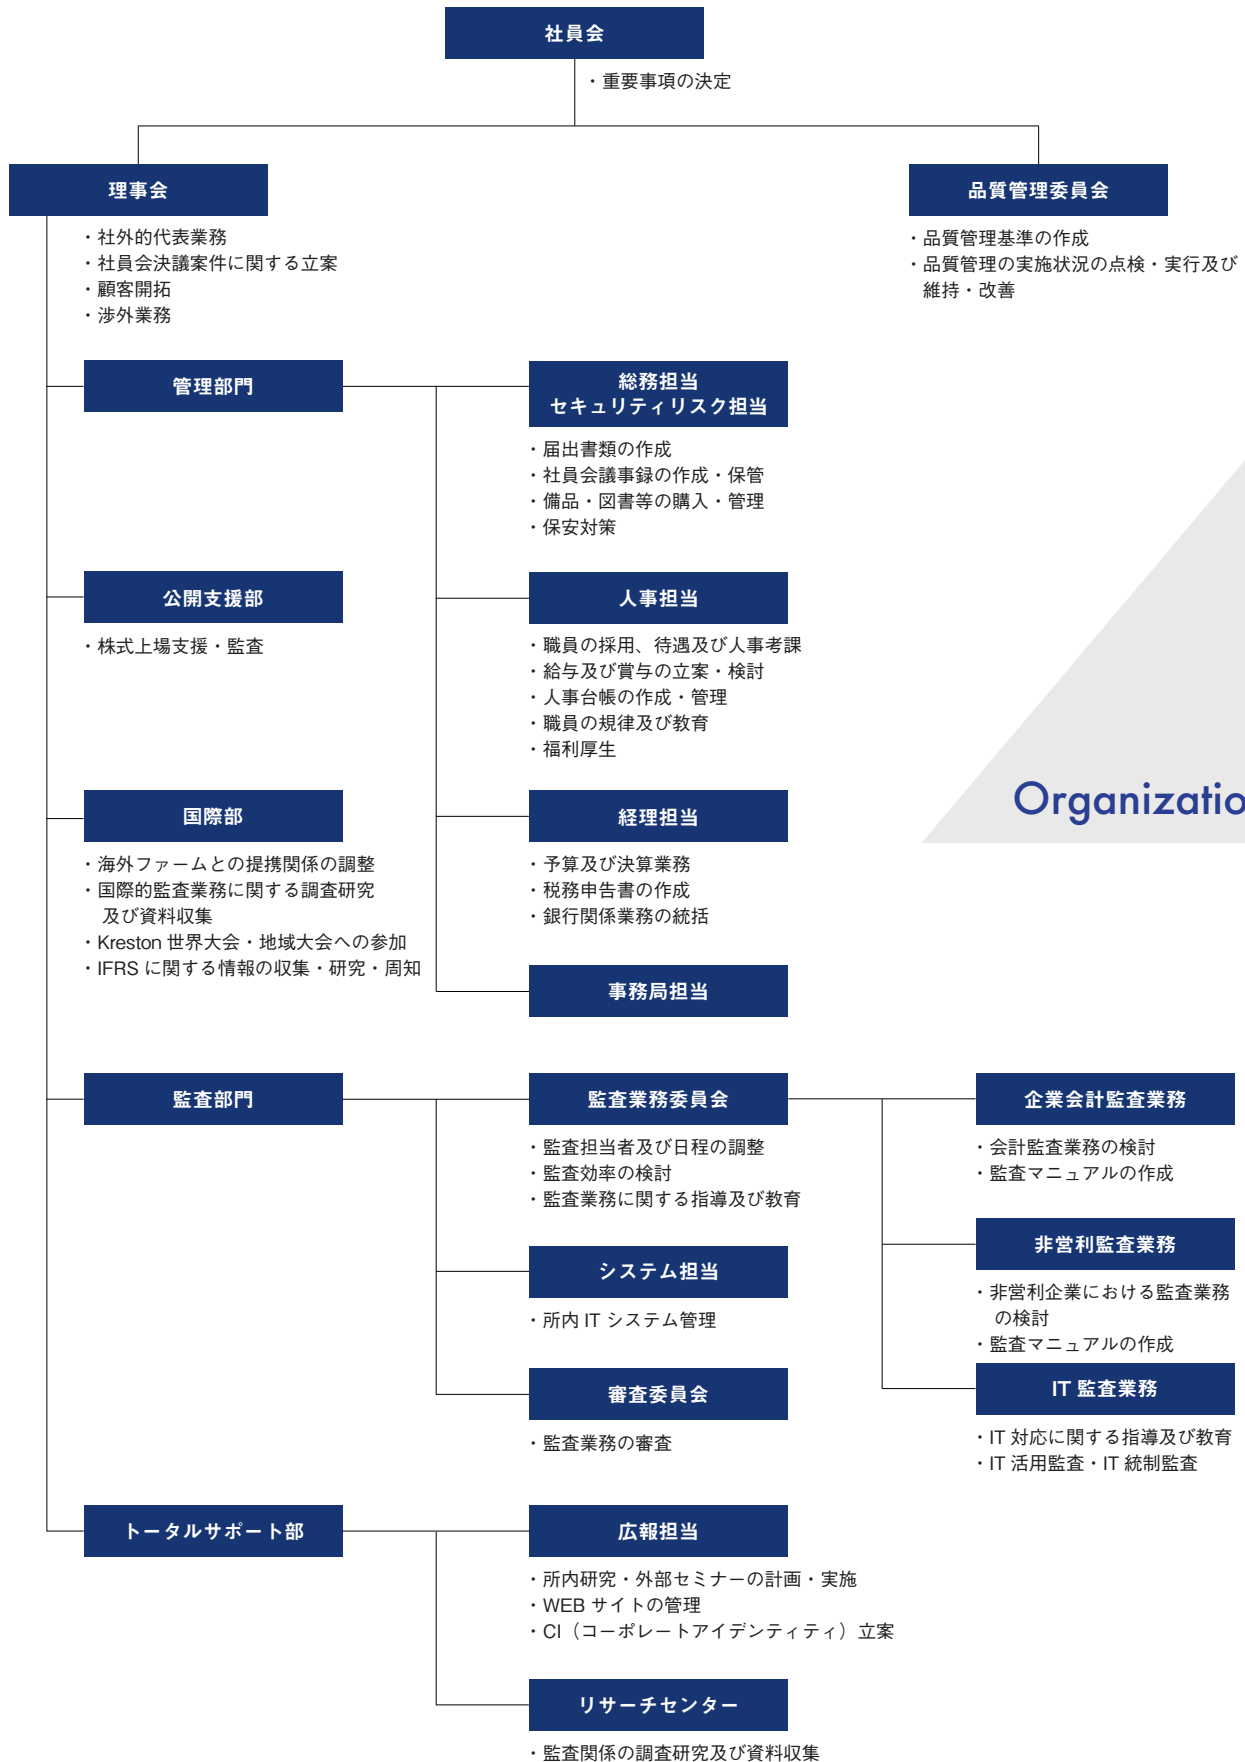 社員会
・重要事項の決定
理事会
・社外的代表業務
・社員会決議案件に関する立案
・顧客開拓
・渉外業務
品質管理委員会
・品質管理基準の作成
・品質管理の実施状況の点検・実行及び
維持・改善
管理部門
総務担当
セキュリティリスク担当
・届出書類の作成
・社員会議事録の作成・保管
・備品・図書等の購入・管理
・保安対策
公開支援部
・株式上場支援・監査
人事担当
・職員の採用、待遇及び人事考課
・給与及び賞与の立案・検討
・人事台帳の作成・管理
・職員の規律及び教育
・福利厚生
国際部
・海外ファームとの提携関係の調整
・国際的監査業務に関する調査研究
及び資料収集
・Kreston 世界大会・地域大会への参加
・IFRS に関する情報の収集・研究・周知
経理担当
・予算及び決算業務
・税務申告書の作成
・銀行関係業務の統括
Organizatio
事務局担当
監査部門
監査業務委員会
・監査担当者及び日程の調整
・監査効率の検討
・監査業務に関する指導及び教育
企業会計監査業務
・会計監査業務の検討
・監査マニュアルの作成
非営利監査業務
・非営利企業における監査業務
の検討
・監査マニュアルの作成
システム担当
・所内 IT システム管理
IT 監査業務
・IT 対応に関する指導及び教育
・IT 活用監査・IT 統制監査
審査委員会
・監査業務の審査
トータルサポート部
広報担当
・所内研究・外部セミナーの計画・実施
・WEB サイトの管理
・CI（コーポレートアイデンティティ）立案
リサーチセンター
・監査関係の調査研究及び資料収集